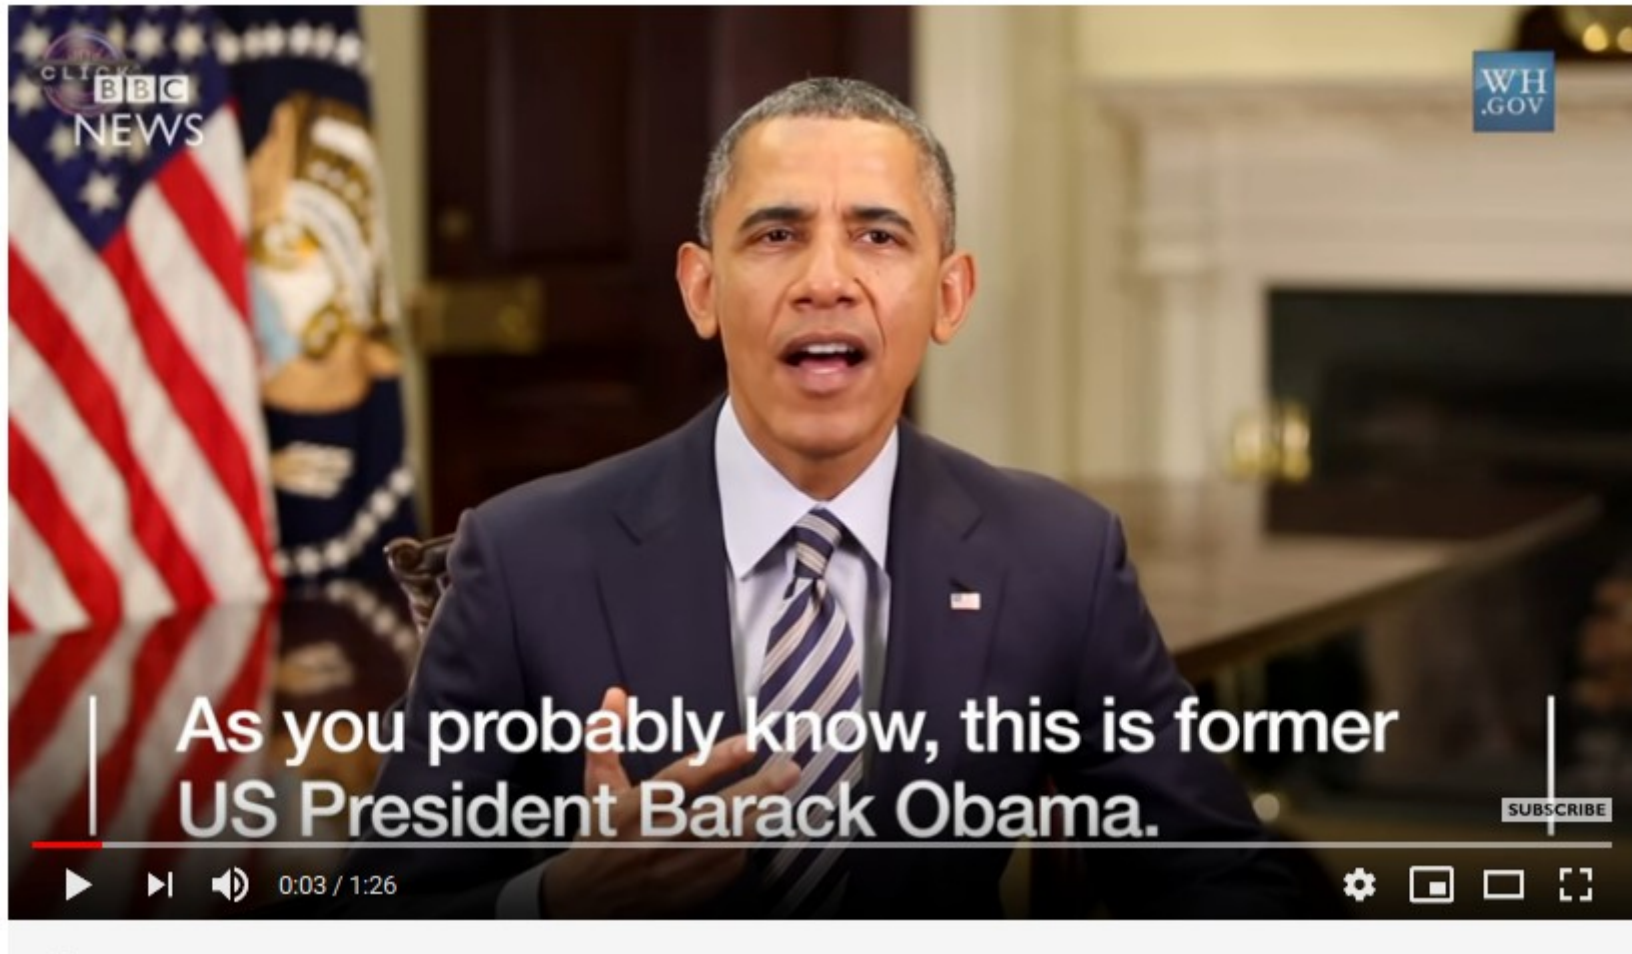 CLICK
BBC
NEWS
WH
.GOV
As you probably know, this is former
US President Barack Obama.
SUBSCRIBE
0:03 / 1:26